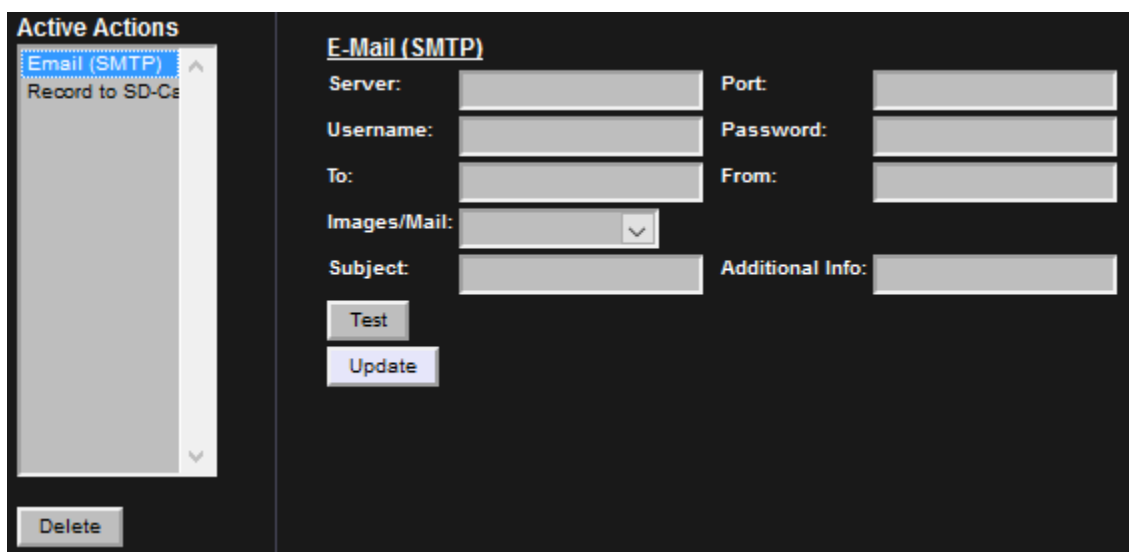 Active Actions
Email (SMTP)
Record to SD-Ca
Delete
E-Mail (SMTP)
Server: Port:
Username: Password:
To: From:
Images/Mail:
Subject: Additional Info:
Test
Update